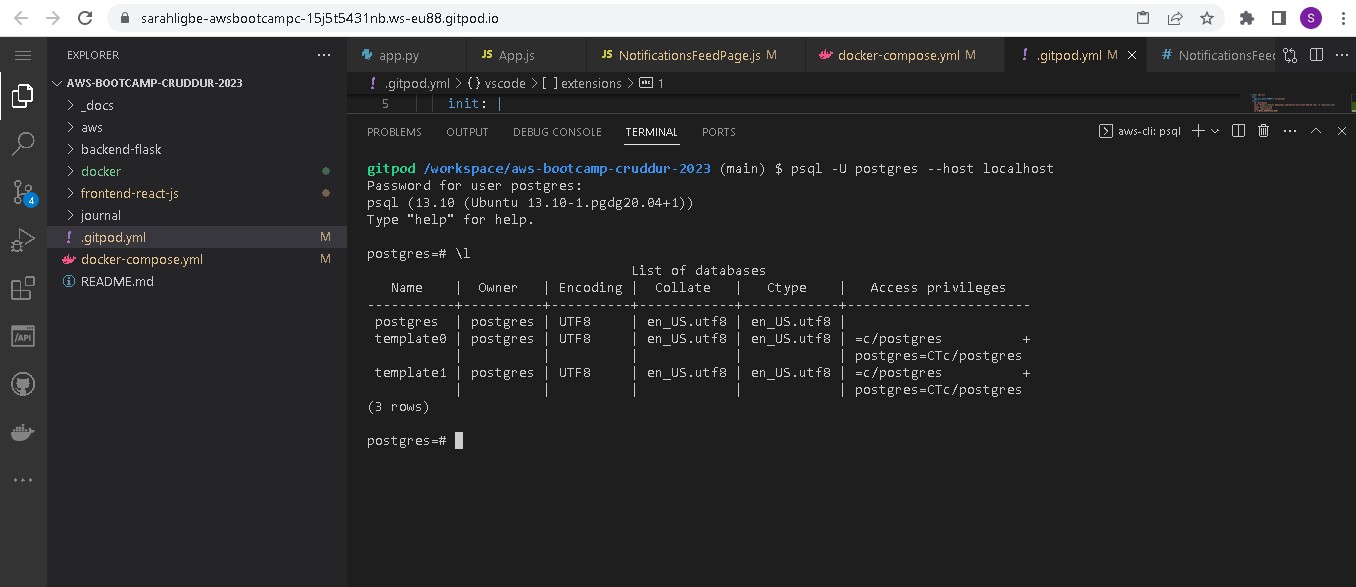 sarahligbe-awsbootcampc-15j5t5431nb.ws-eu88.gitpod.io
S
EXPLORER
app.py
JS App.js
JS NotificationsFeedPage.js M
docker-compose.yml M
! .gitpod.yml M
# NotificationsFeed
AWS-BOOTCAMP-CRUDDUR-2023
_docs
aws
backend-flask
docker
frontend-react-js
journal
! .gitpod.yml M
docker-compose.yml M
README.md
4
! .gitpod.yml > {} vscode > [ ] extensions > abc 1
5 init:
PROBLEMS OUTPUT DEBUG CONSOLE TERMINAL PORTS
aws-cli: psql
gitpod /workspace/aws-bootcamp-cruddur-2023 (main) $ psql -U postgres --host localhost
Password for user postgres:
psql (13.10 (Ubuntu 13.10-1.pgdg20.04+1))
Type "help" for help.
postgres=# \l
List of databases
Name | Owner | Encoding | Collate | Ctype | Access privileges
-----------+----------+----------+------------+------------+-----------------------
postgres | postgres | UTF8 | en_US.utf8 | en_US.utf8 |
template0 | postgres | UTF8 | en_US.utf8 | en_US.utf8 | =c/postgres +
| | | | | postgres=CTc/postgres
template1 | postgres | UTF8 | en_US.utf8 | en_US.utf8 | =c/postgres +
| | | | | postgres=CTc/postgres
(3 rows)
postgres=#
/API